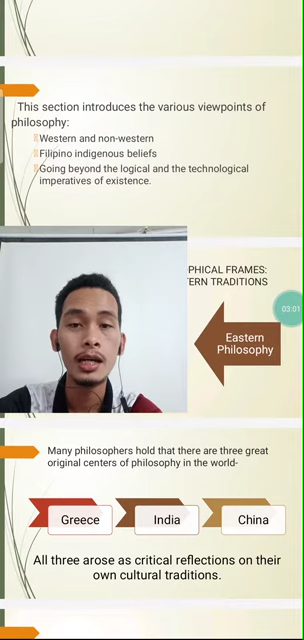 This section introduces the various viewpoints of
philosophy:
Western and non-western
Filipino indigenous beliefs
Going beyond the logical and the technological
imperatives of existence.
PHICAL FRAMES:
ERN TRADITIONS
03:01
Eastern
Philosophy
Many philosophers hold that there are three great
original centers of philosophy in the world-
Greece
India
China
All three arose as critical reflections on their
own cultural traditions.